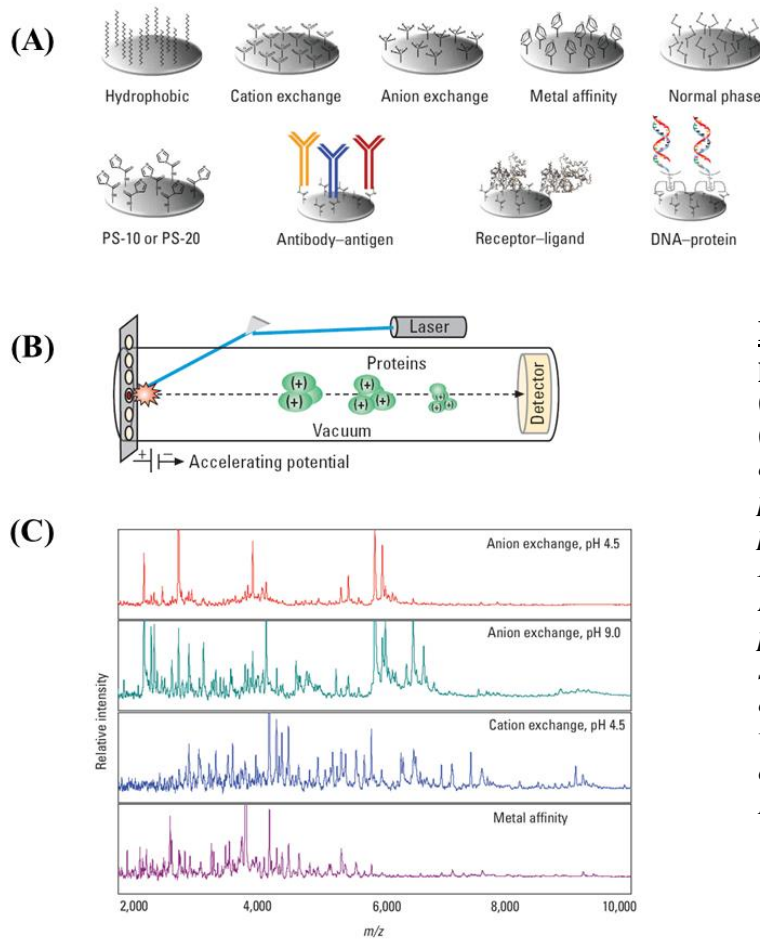 (A)
Hydrophobic
Cation exchange
Anion exchange
Metal affinity
Normal phase
PS-10 or PS-20
Antibody–antigen
Receptor–ligand
DNA–protein
(B)
Laser
Proteins
(+) (+) (+)
(+) (+) (+) (+) (+)
Vacuum
Detector
+ − Accelerating potential
(C)
Anion exchange, pH 4.5
Anion exchange, pH 9.0
Cation exchange, pH 4.5
Metal affinity
Relative intensity
2,000 4,000 6,000 8,000 10,000
m/z